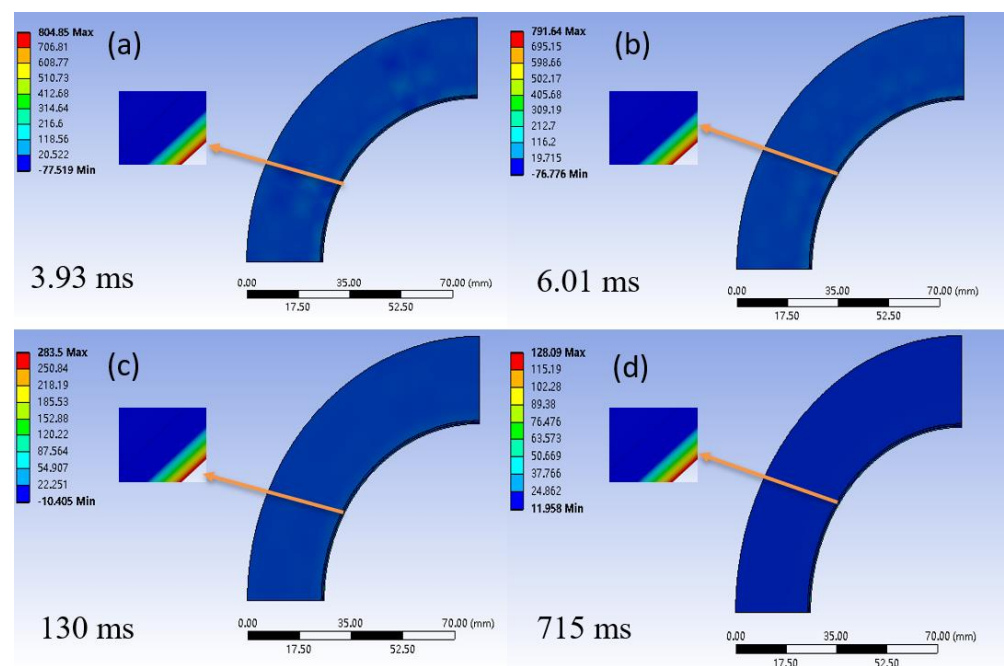 (a)
804.85 Max
706.81
608.77
510.73
412.68
314.64
216.6
118.56
20.522
-77.519 Min
3.93 ms
0.00 35.00 70.00 (mm)
17.50 52.50
(b)
791.64 Max
695.15
598.66
502.17
405.68
309.19
212.7
116.2
19.715
-76.776 Min
6.01 ms
0.00 35.00 70.00 (mm)
17.50 52.50
(c)
283.5 Max
250.84
218.19
185.53
152.88
120.22
87.564
54.907
22.251
-10.405 Min
130 ms
0.00 35.00 70.00 (mm)
17.50 52.50
(d)
128.09 Max
115.19
102.28
89.38
76.476
63.573
50.669
37.766
24.862
11.958 Min
715 ms
0.00 35.00 70.00 (mm)
17.50 52.50